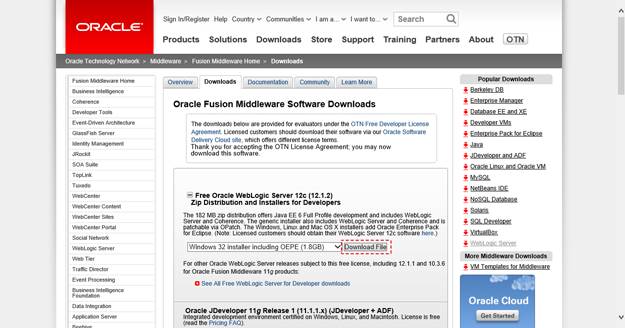 ORACLE
Sign In/Register Help Country Communities I am a... I want to... Search
Products Solutions Downloads Store Support Training Partners About OTN
Oracle Technology Network > Middleware > Fusion Middleware Home > Downloads
Fusion Middleware Home
Business Intelligence
Coherence
Developer Tools
Event-Driven Architecture
GlassFish Server
Identity Management
JRockit
SOA Suite
TopLink
Tuxedo
WebCenter
WebCenter Content
WebCenter Sites
WebCenter Portal
Social Network
WebLogic Server
Web Tier
Traffic Director
Event Processing
Business Intelligence
Foundation
Data Integration
Application Server
Beehive
Overview Downloads Documentation Community Learn More
Oracle Fusion Middleware Software Downloads
The downloads below are provided for evaluators under the OTN Free Developer License
Agreement. Licensed customers should download their software via our Oracle Software
Delivery Cloud site, which offers different license terms.
Thank you for accepting the OTN License Agreement; you may now
download this software.
Free Oracle WebLogic Server 12c (12.1.2)
Zip Distribution and Installers for Developers
The 182 MB zip distribution offers Java EE 6 Full Profile development and includes WebLogic
Server and Coherence. The generic installer also includes WebLogic Server and Coherence and is
patchable via OPatch. The Windows, Linux and Mac OS X installers add Oracle Enterprise Pack
for Eclipse. (Note: Licensed customers should obtain their WebLogic Server 12c software here.)
Windows 32 installer including OEPE (1.8GB) Download File
For other Oracle WebLogic Server releases subject to this free license, including 12.1.1 and 10.3.6
for Oracle Fusion Middleware 11g products:
See All Free WebLogic Server for Developer downloads
Oracle JDeveloper 11g Release 1 (11.1.1.x) (JDeveloper + ADF)
Integrated development environment certified on Windows, Linux, and Macintosh. License is free
(read the Pricing FAQ).
Popular Downloads
Berkeley DB
Enterprise Manager
Database EE and XE
Developer VMs
Enterprise Pack for Eclipse
Java
JDeveloper and ADF
Oracle Linux and Oracle VM
MySQL
NetBeans IDE
NoSQL Database
Solaris
SQL Developer
VirtualBox
WebLogic Server
More Middleware Downloads
VM Templates for Middleware
Oracle Cloud
Get Started